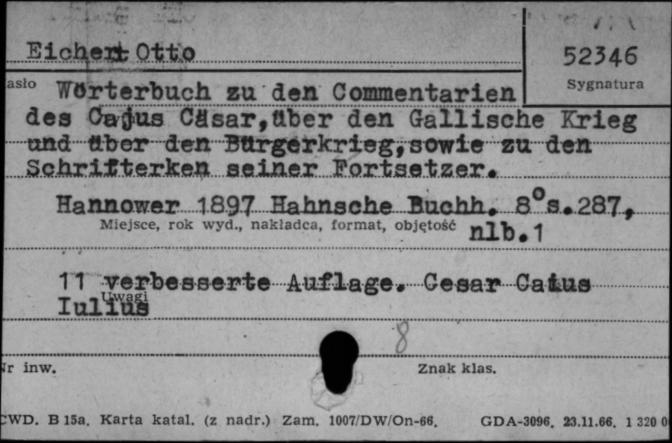 Eichert Otto
52346
Sygnatura
asło Wörterbuch zu den Commentarien
des Cajus Cäsar, über den Gallische Krieg
und über den Bürgerkrieg, sowie zu den
Schrifterken seiner Fortsetzer.
Hannower 1897 Hahnsche Buchh. 8° s.287,
Miejsce, rok wyd., nakładca, format, objętość nlb.1
11 verbesserte Auflage. Cesar Caius
Uwagi
Iulius
8
Nr inw.
Znak klas.
CWD. B 15a. Karta katal. (z nadr.) Zam. 1007/DW/On-66. GDA-3096. 23.11.66. 1 320 0